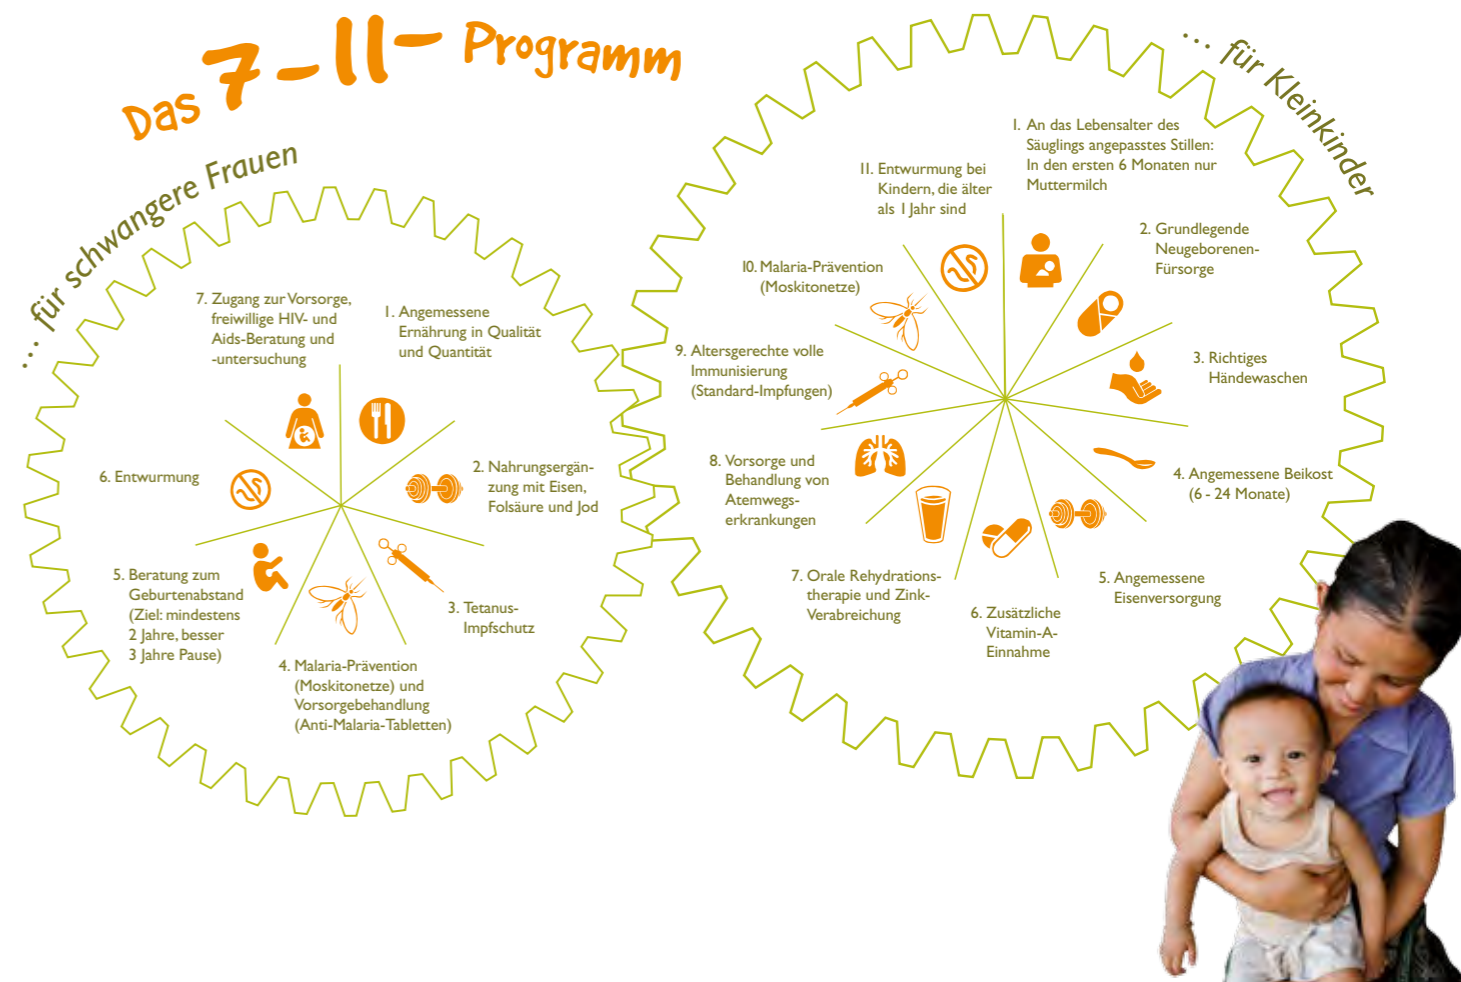 Das 7-11-Programm
... für schwangere Frauen
1. Angemessene
Ernährung in Qualität
und Quantität
2. Nahrungsergän-
zung mit Eisen,
Folsäure und Jod
3. Tetanus-
Impfschutz
4. Malaria-Prävention
(Moskitonetze) und
Vorsorgebehandlung
(Anti-Malaria-Tabletten)
5. Beratung zum
Geburtenabstand
(Ziel: mindestens
2 Jahre, besser
3 Jahre Pause)
6. Entwurmung
7. Zugang zur Vorsorge,
freiwillige HIV- und
Aids-Beratung und
-untersuchung
... für Kleinkinder
1. An das Lebensalter des
Säuglings angepasstes Stillen:
In den ersten 6 Monaten nur
Muttermilch
2. Grundlegende
Neugeborenen-
Fürsorge
3. Richtiges
Händewaschen
4. Angemessene Beikost
(6 - 24 Monate)
5. Angemessene
Eisenversorgung
6. Zusätzliche
Vitamin-A-
Einnahme
7. Orale Rehydrations-
therapie und Zink-
Verabreichung
8. Vorsorge und
Behandlung von
Atemwegs-
erkrankungen
9. Altersgerechte volle
Immunisierung
(Standard-Impfungen)
10. Malaria-Prävention
(Moskitonetze)
11. Entwurmung bei
Kindern, die älter
als 1 Jahr sind